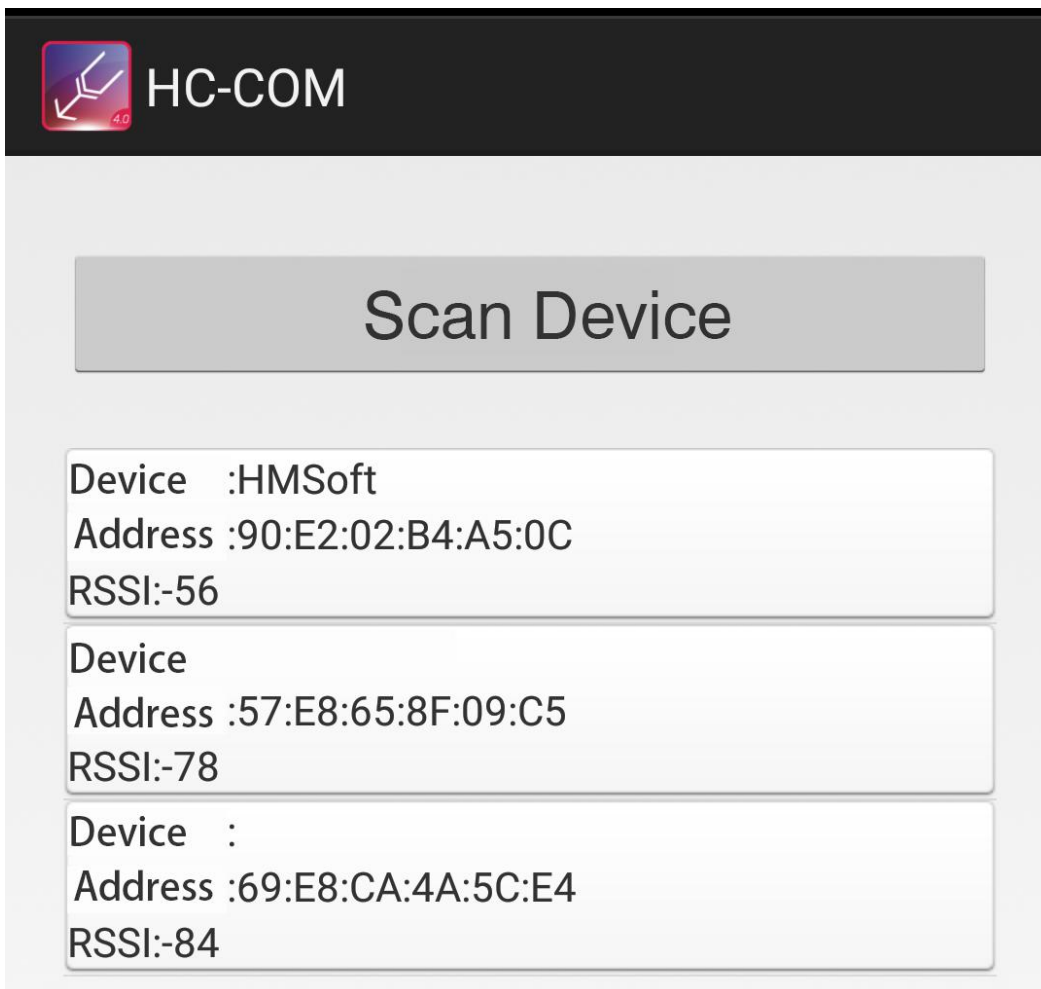 4.0
HC-COM
Scan Device
Device :HMSoft
Address :90:E2:02:B4:A5:0C
RSSI:-56
Device
Address :57:E8:65:8F:09:C5
RSSI:-78
Device :
Address :69:E8:CA:4A:5C:E4
RSSI:-84